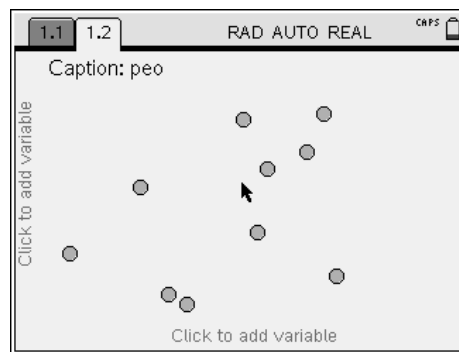 1.1 1.2 RAD AUTO REAL CAPS
Caption: peo
Click to add variable
Click to add variable